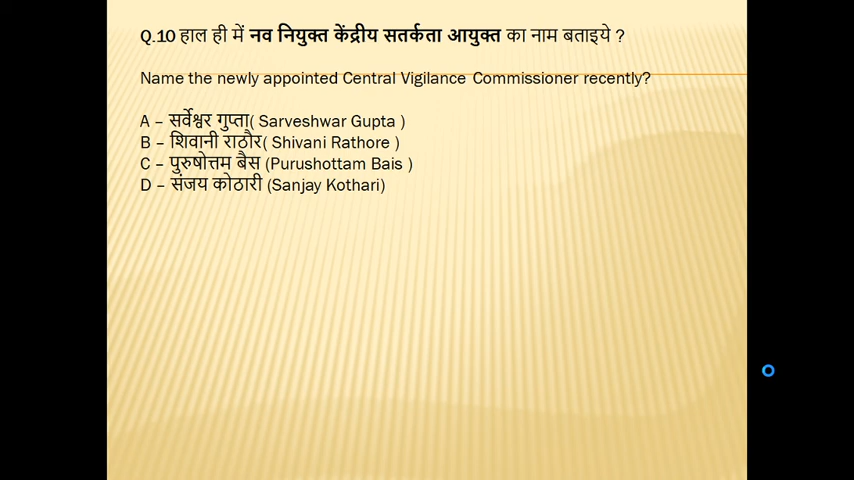 Q.10 हाल ही में नव नियुक्त केंद्रीय सतर्कता आयुक्त का नाम बताइये ?
Name the newly appointed Central Vigilance Commissioner recently?
A – सर्वेश्वर गुप्ता( Sarveshwar Gupta )
B – शिवानी राठौर( Shivani Rathore )
C – पुरुषोत्तम बैस (Purushottam Bais )
D – संजय कोठारी (Sanjay Kothari)